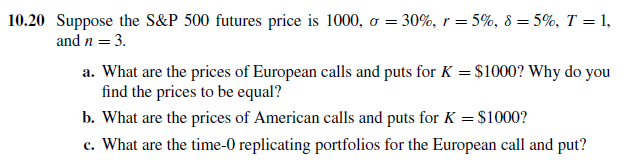 10.20 Suppose the S&P 500 futures price is 1000, σ = 30%, r = 5%, δ = 5%, T = 1,
and n = 3.
a. What are the prices of European calls and puts for K = $1000? Why do you
find the prices to be equal?
b. What are the prices of American calls and puts for K = $1000?
c. What are the time-0 replicating portfolios for the European call and put?